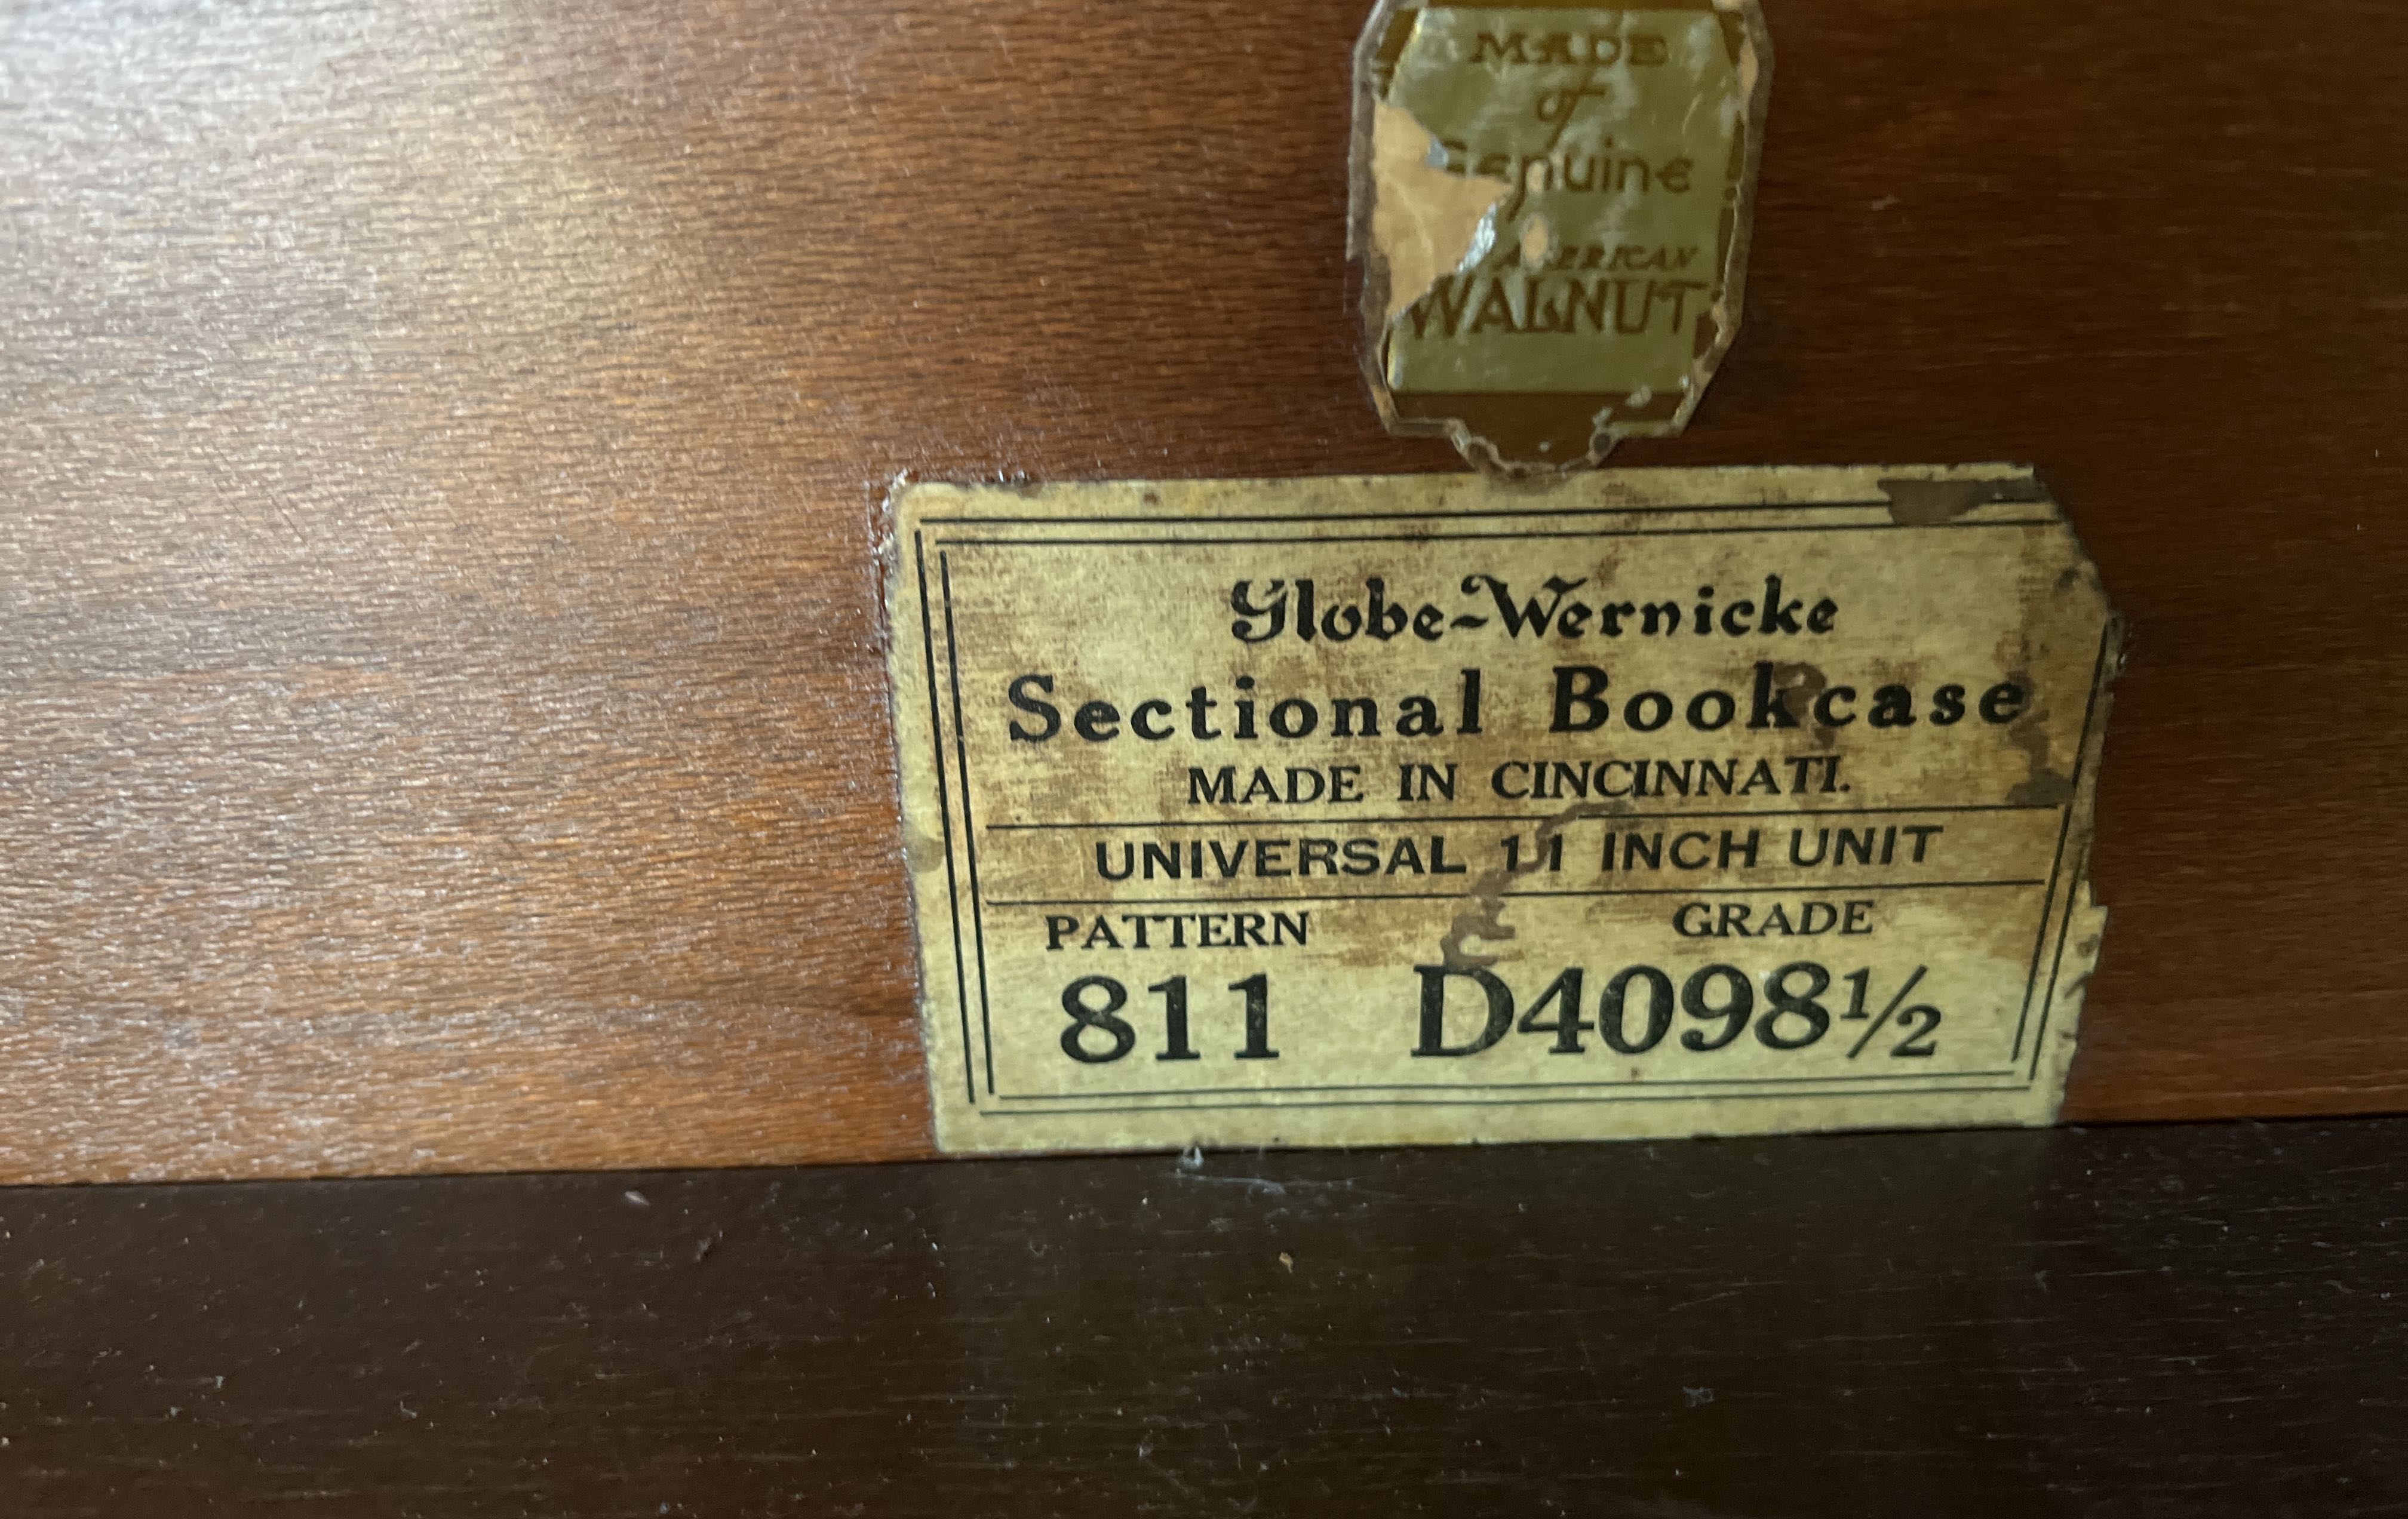 MADE
of
Genuine
AMERICAN
WALNUT
Globe-Wernicke
Sectional Bookcase
MADE IN CINCINNATI.
UNIVERSAL 11 INCH UNIT
PATTERN GRADE
811 D4098½